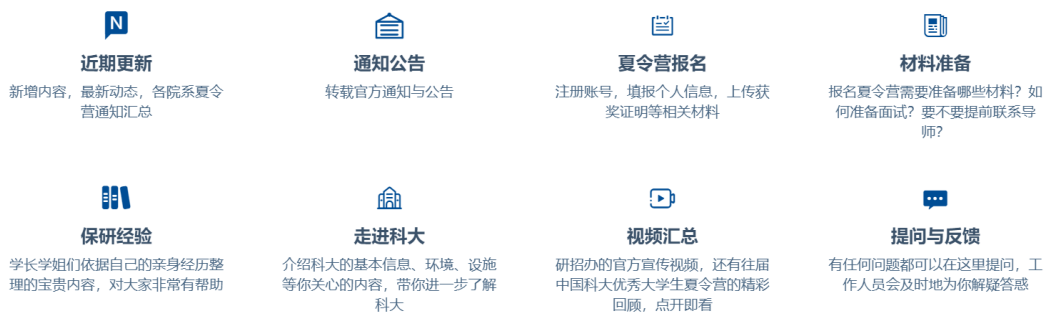 N
近期更新
新增内容，最新动态，各院系夏令
营通知汇总
通知公告
转载官方通知与公告
夏令营报名
注册账号，填报个人信息，上传获
奖证明等相关材料
材料准备
报名夏令营需要准备哪些材料？如
何准备面试？要不要提前联系导
师？
保研经验
学长学姐们依据自己的亲身经历整
理的宝贵内容，对大家非常有帮助
走进科大
介绍科大的基本信息、环境、设施
等你关心的内容，带你进一步了解
科大
视频汇总
研招办的官方宣传视频，还有往届
中国科大优秀大学生夏令营的精彩
回顾，点开即看
提问与反馈
有任何问题都可以在这里提问，工
作人员会及时地为你解疑答惑